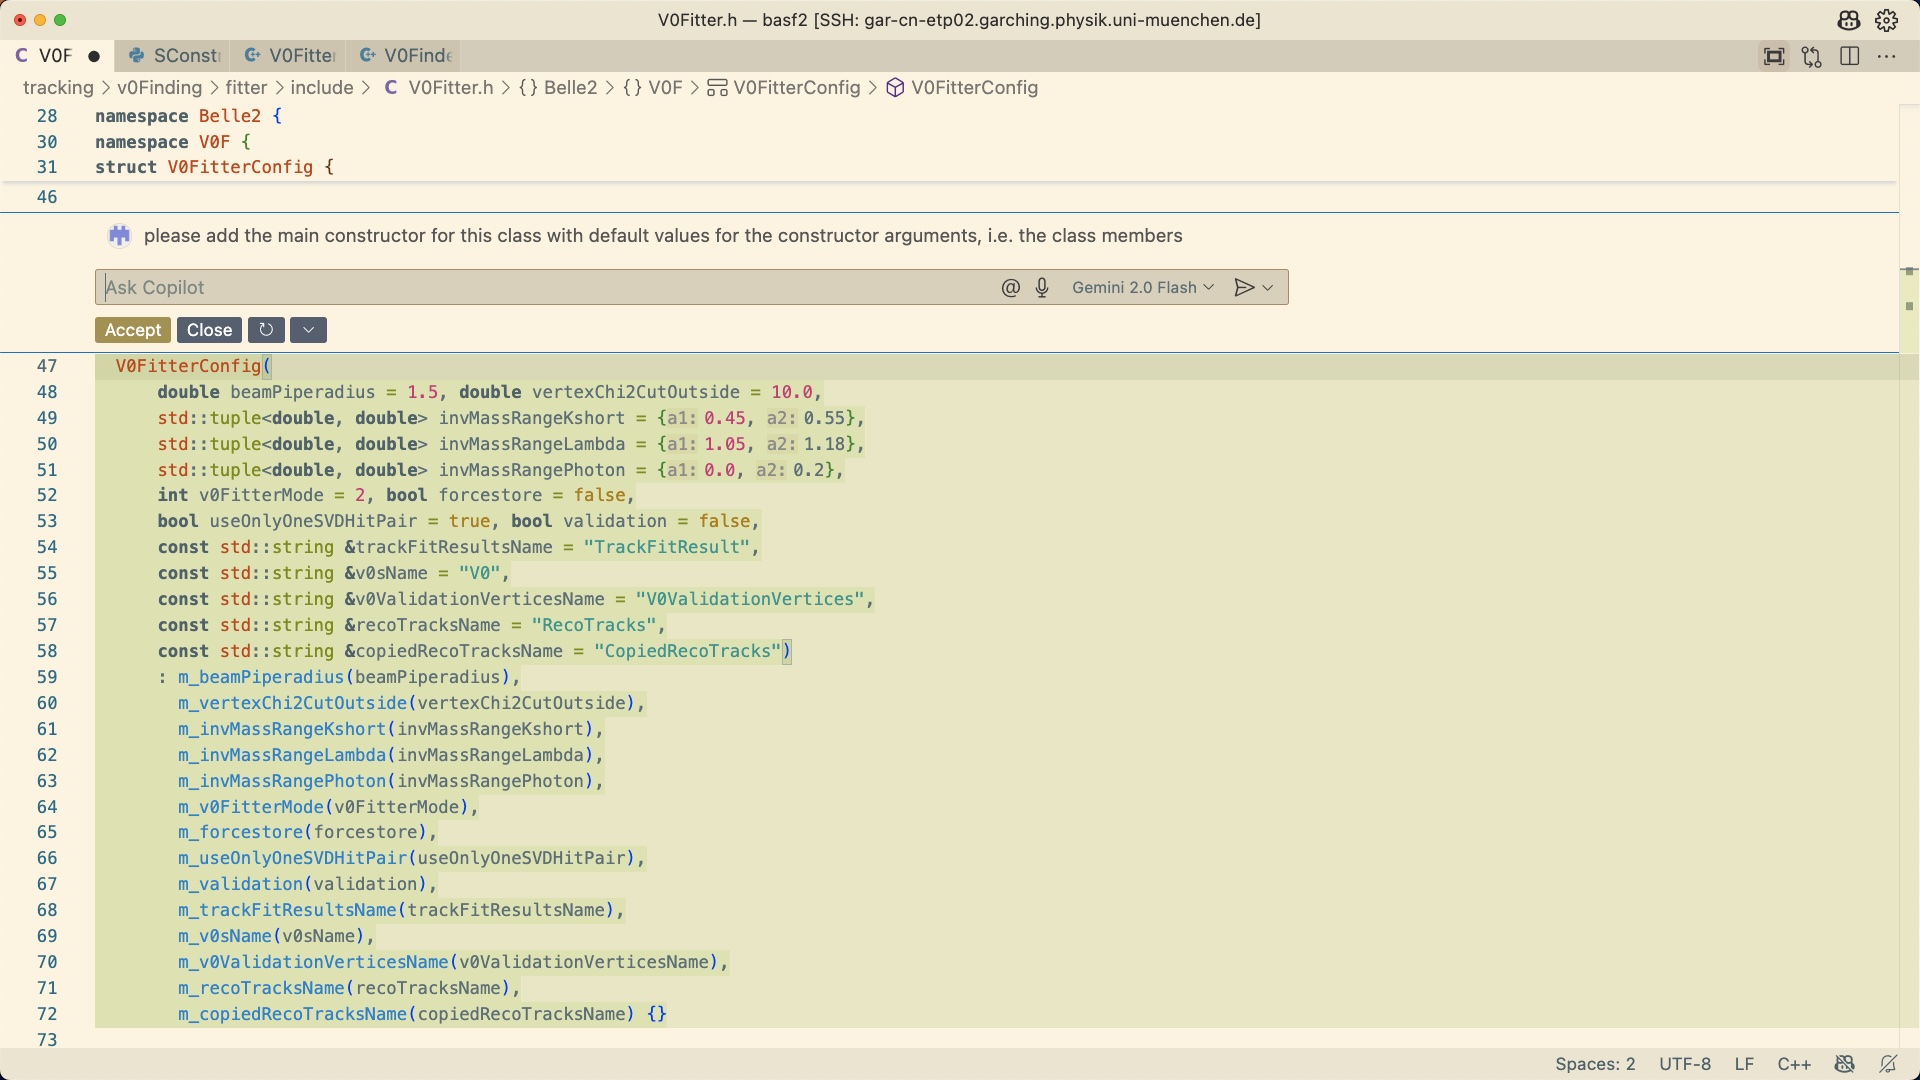 V0Fitter.h — basf2 [SSH: gar-cn-etp02.garching.physik.uni-muenchen.de]
C V0F ● SConst C+ V0Fitte C+ V0Finde
tracking > v0Finding > fitter > include > C V0Fitter.h > {} Belle2 > {} V0F > V0FitterConfig > V0FitterConfig
28 namespace Belle2 {
30 namespace V0F {
31 struct V0FitterConfig {
46
please add the main constructor for this class with default values for the constructor arguments, i.e. the class members
Ask Copilot @ Gemini 2.0 Flash
Accept Close
47 V0FitterConfig(
48 double beamPiperadius = 1.5, double vertexChi2CutOutside = 10.0,
49 std::tuple<double, double> invMassRangeKshort = {a1: 0.45, a2: 0.55},
50 std::tuple<double, double> invMassRangeLambda = {a1: 1.05, a2: 1.18},
51 std::tuple<double, double> invMassRangePhoton = {a1: 0.0, a2: 0.2},
52 int v0FitterMode = 2, bool forcestore = false,
53 bool useOnlyOneSVDHitPair = true, bool validation = false,
54 const std::string &trackFitResultsName = "TrackFitResult",
55 const std::string &v0sName = "V0",
56 const std::string &v0ValidationVerticesName = "V0ValidationVertices",
57 const std::string &recoTracksName = "RecoTracks",
58 const std::string &copiedRecoTracksName = "CopiedRecoTracks")
59 : m_beamPiperadius(beamPiperadius),
60 m_vertexChi2CutOutside(vertexChi2CutOutside),
61 m_invMassRangeKshort(invMassRangeKshort),
62 m_invMassRangeLambda(invMassRangeLambda),
63 m_invMassRangePhoton(invMassRangePhoton),
64 m_v0FitterMode(v0FitterMode),
65 m_forcestore(forcestore),
66 m_useOnlyOneSVDHitPair(useOnlyOneSVDHitPair),
67 m_validation(validation),
68 m_trackFitResultsName(trackFitResultsName),
69 m_v0sName(v0sName),
70 m_v0ValidationVerticesName(v0ValidationVerticesName),
71 m_recoTracksName(recoTracksName),
72 m_copiedRecoTracksName(copiedRecoTracksName) {}
73
Spaces: 2 UTF-8 LF C++